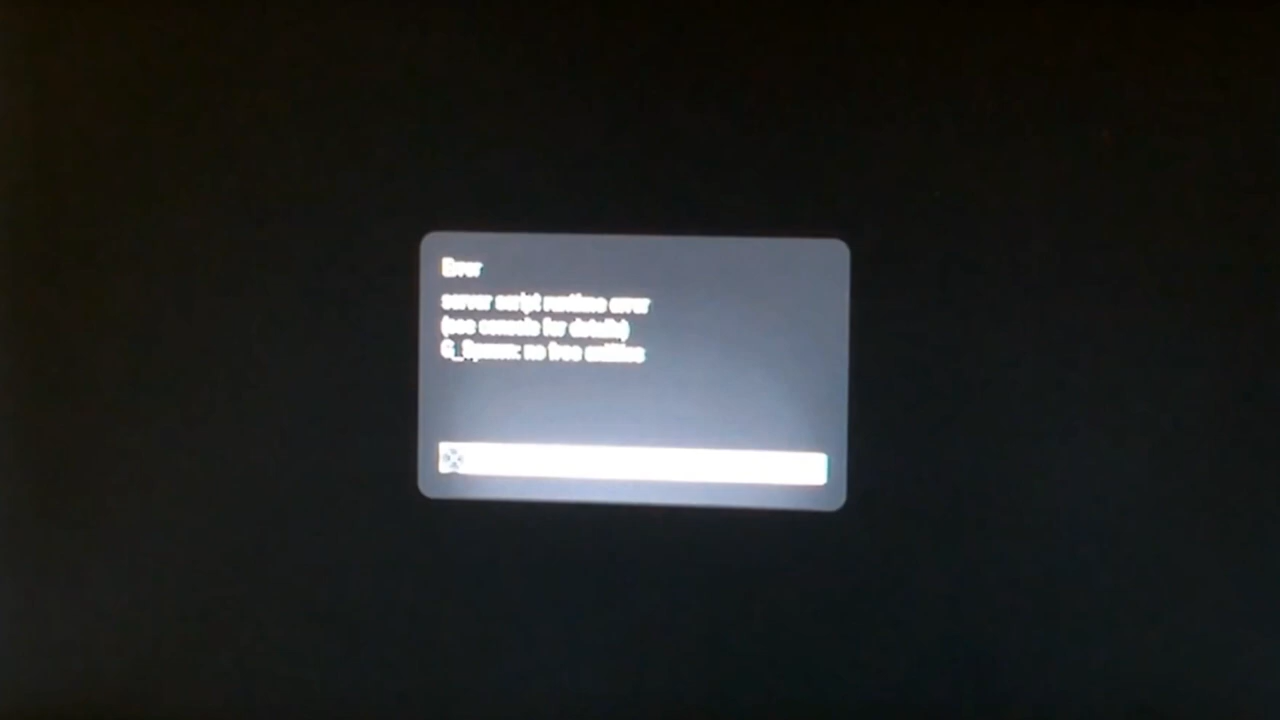 Error
server script runtime error
(see console for details)
G_Spawn: no free entities